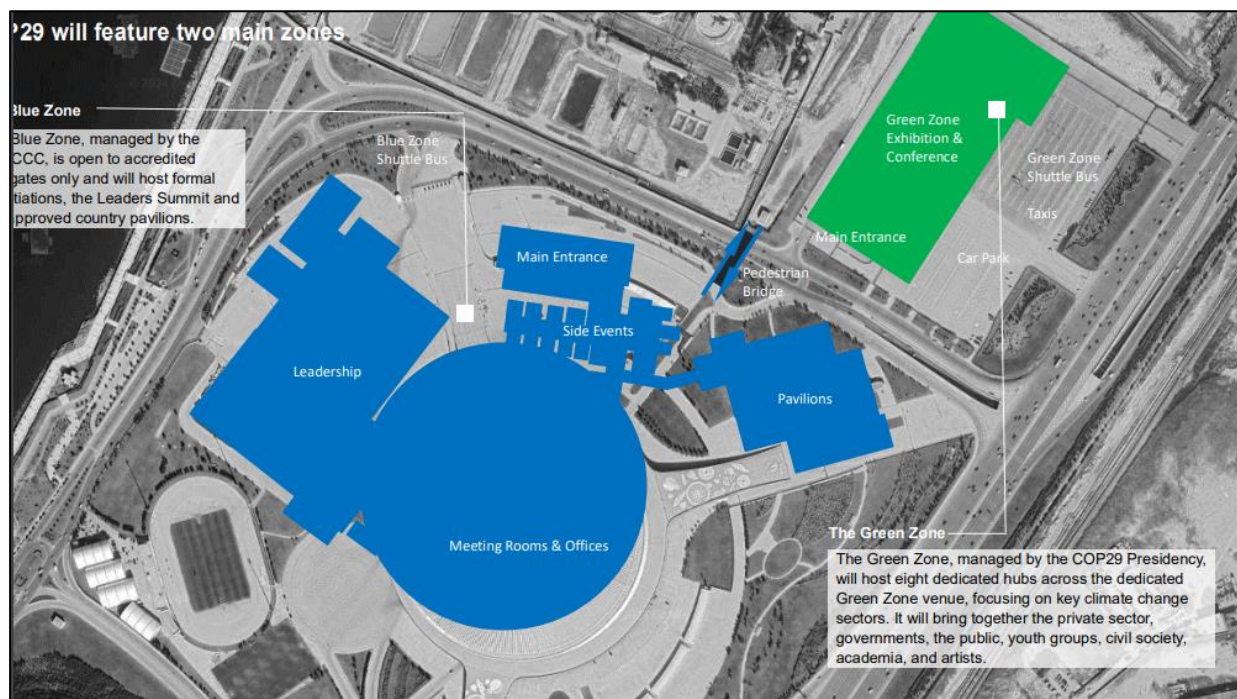 P29 will feature two main zones
Blue Zone
Blue Zone, managed by the
CCC, is open to accredited
gates only and will host formal
tiations, the Leaders Summit and
approved country pavilions.
Blue Zone
Shuttle Bus
Green Zone
Exhibition &
Conference
Green Zone
Shuttle Bus
Taxis
Main Entrance
Car Park
Main Entrance
Pedestrian
Bridge
Side Events
Leadership
Pavilions
Meeting Rooms & Offices
The Green Zone
The Green Zone, managed by the COP29 Presidency,
will host eight dedicated hubs across the dedicated
Green Zone venue, focusing on key climate change
sectors. It will bring together the private sector,
governments, the public, youth groups, civil society,
academia, and artists.